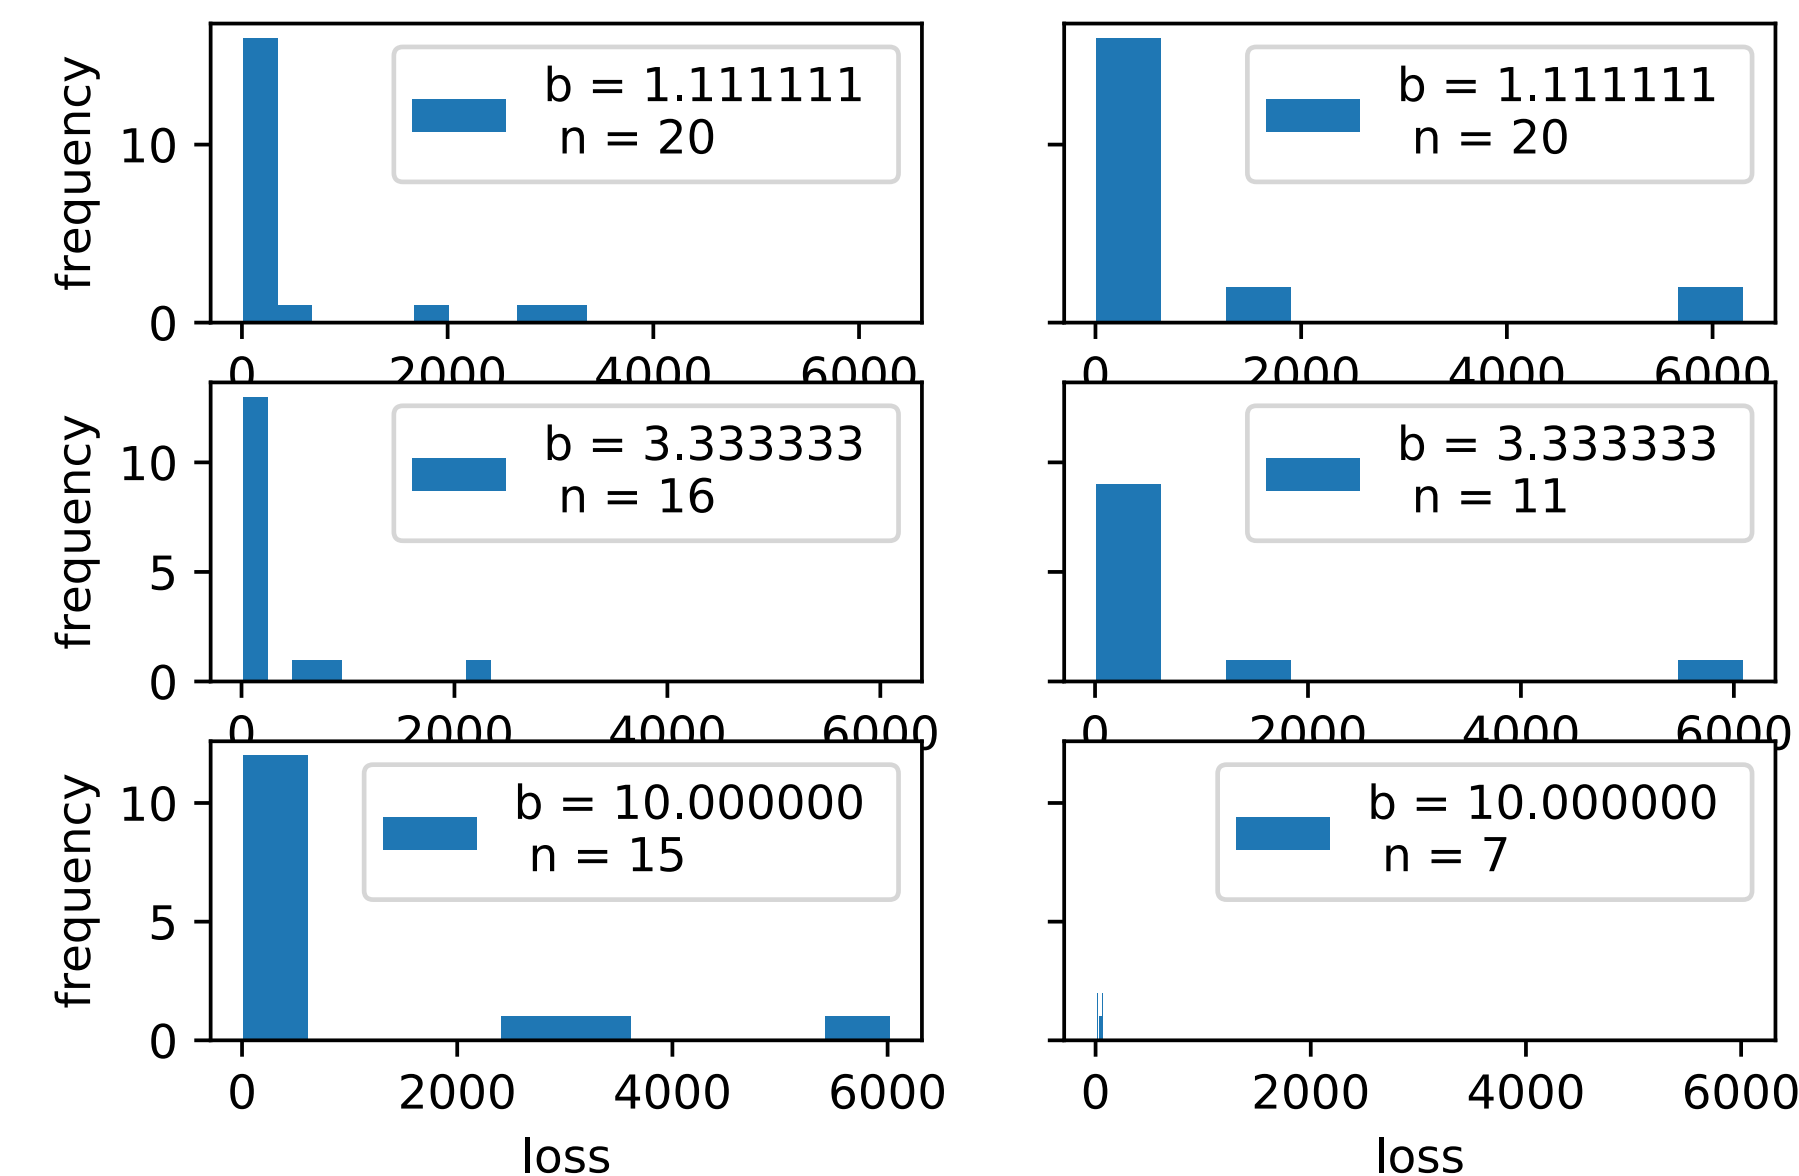 frequency
10
0
b = 1.111111
n = 20
0 2000 4000 6000
b = 1.111111
n = 20
0 2000 4000 6000
frequency
10
5
0
b = 3.333333
n = 16
0 2000 4000 6000
b = 3.333333
n = 11
0 2000 4000 6000
frequency
10
5
0
b = 10.000000
n = 15
0 2000 4000 6000
loss
b = 10.000000
n = 7
0 2000 4000 6000
loss